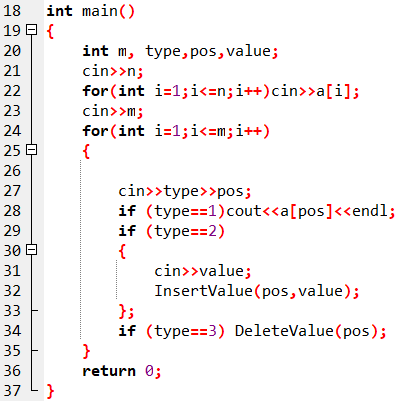 18 int main()
19 {
20     int m, type,pos,value;
21     cin>>n;
22     for(int i=1;i<=n;i++)cin>>a[i];
23     cin>>m;
24     for(int i=1;i<=m;i++)
25     {
26
27         cin>>type>>pos;
28         if (type==1)cout<<a[pos]<<endl;
29         if (type==2)
30         {
31             cin>>value;
32             InsertValue(pos,value);
33         };
34         if (type==3) DeleteValue(pos);
35     }
36     return 0;
37 }